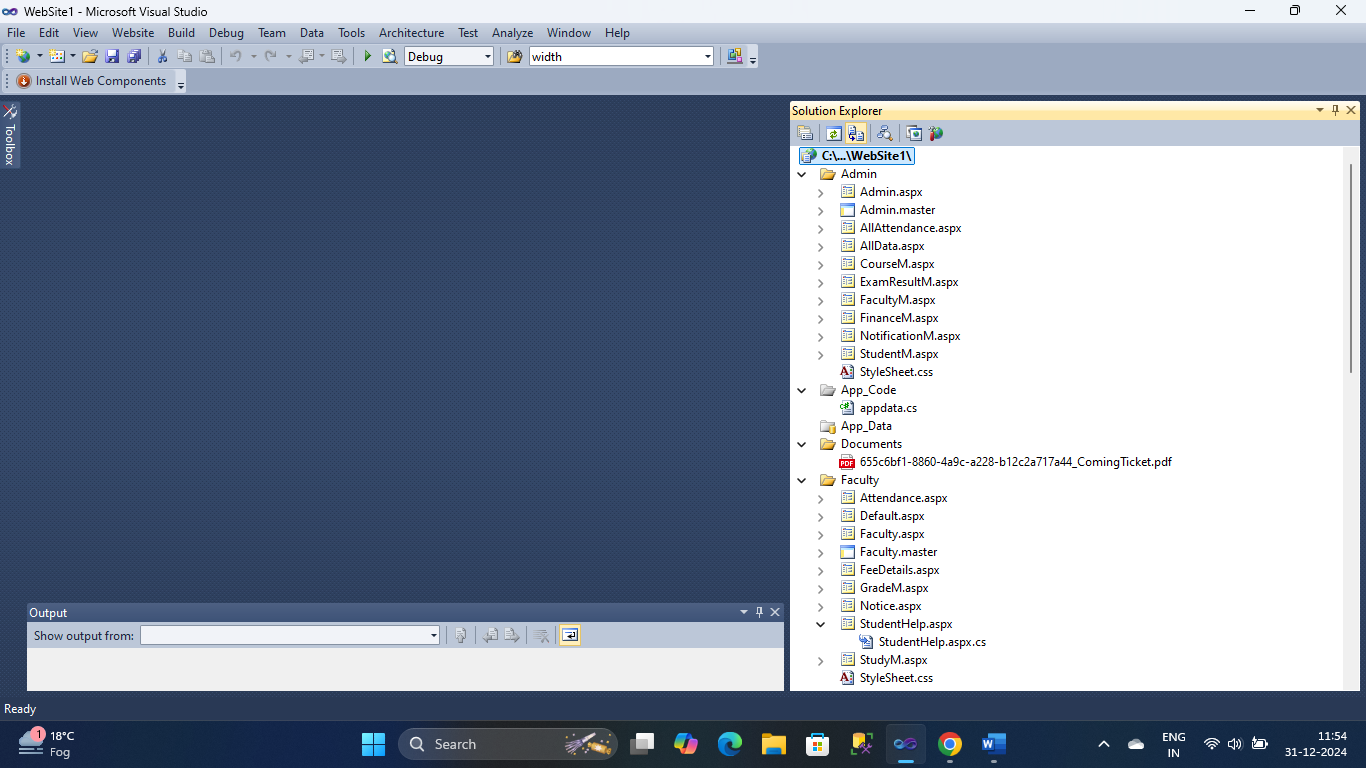 WebSite1 - Microsoft Visual Studio
File Edit View Website Build Debug Team Data Tools Architecture Test Analyze Window Help
Debug width
Install Web Components
Toolbox
Solution Explorer
C:\...\WebSite1\
Admin
Admin.aspx
Admin.master
AllAttendance.aspx
AllData.aspx
CourseM.aspx
ExamResultM.aspx
FacultyM.aspx
FinanceM.aspx
NotificationM.aspx
StudentM.aspx
StyleSheet.css
App_Code
appdata.cs
App_Data
Documents
655c6bf1-8860-4a9c-a228-b12c2a717a44_ComingTicket.pdf
Faculty
Attendance.aspx
Default.aspx
Faculty.aspx
Faculty.master
FeeDetails.aspx
GradeM.aspx
Notice.aspx
StudentHelp.aspx
StudentHelp.aspx.cs
StudyM.aspx
StyleSheet.css
Output
Show output from:
Ready
1
18°C
Fog
Search
ENG
IN
11:54
31-12-2024